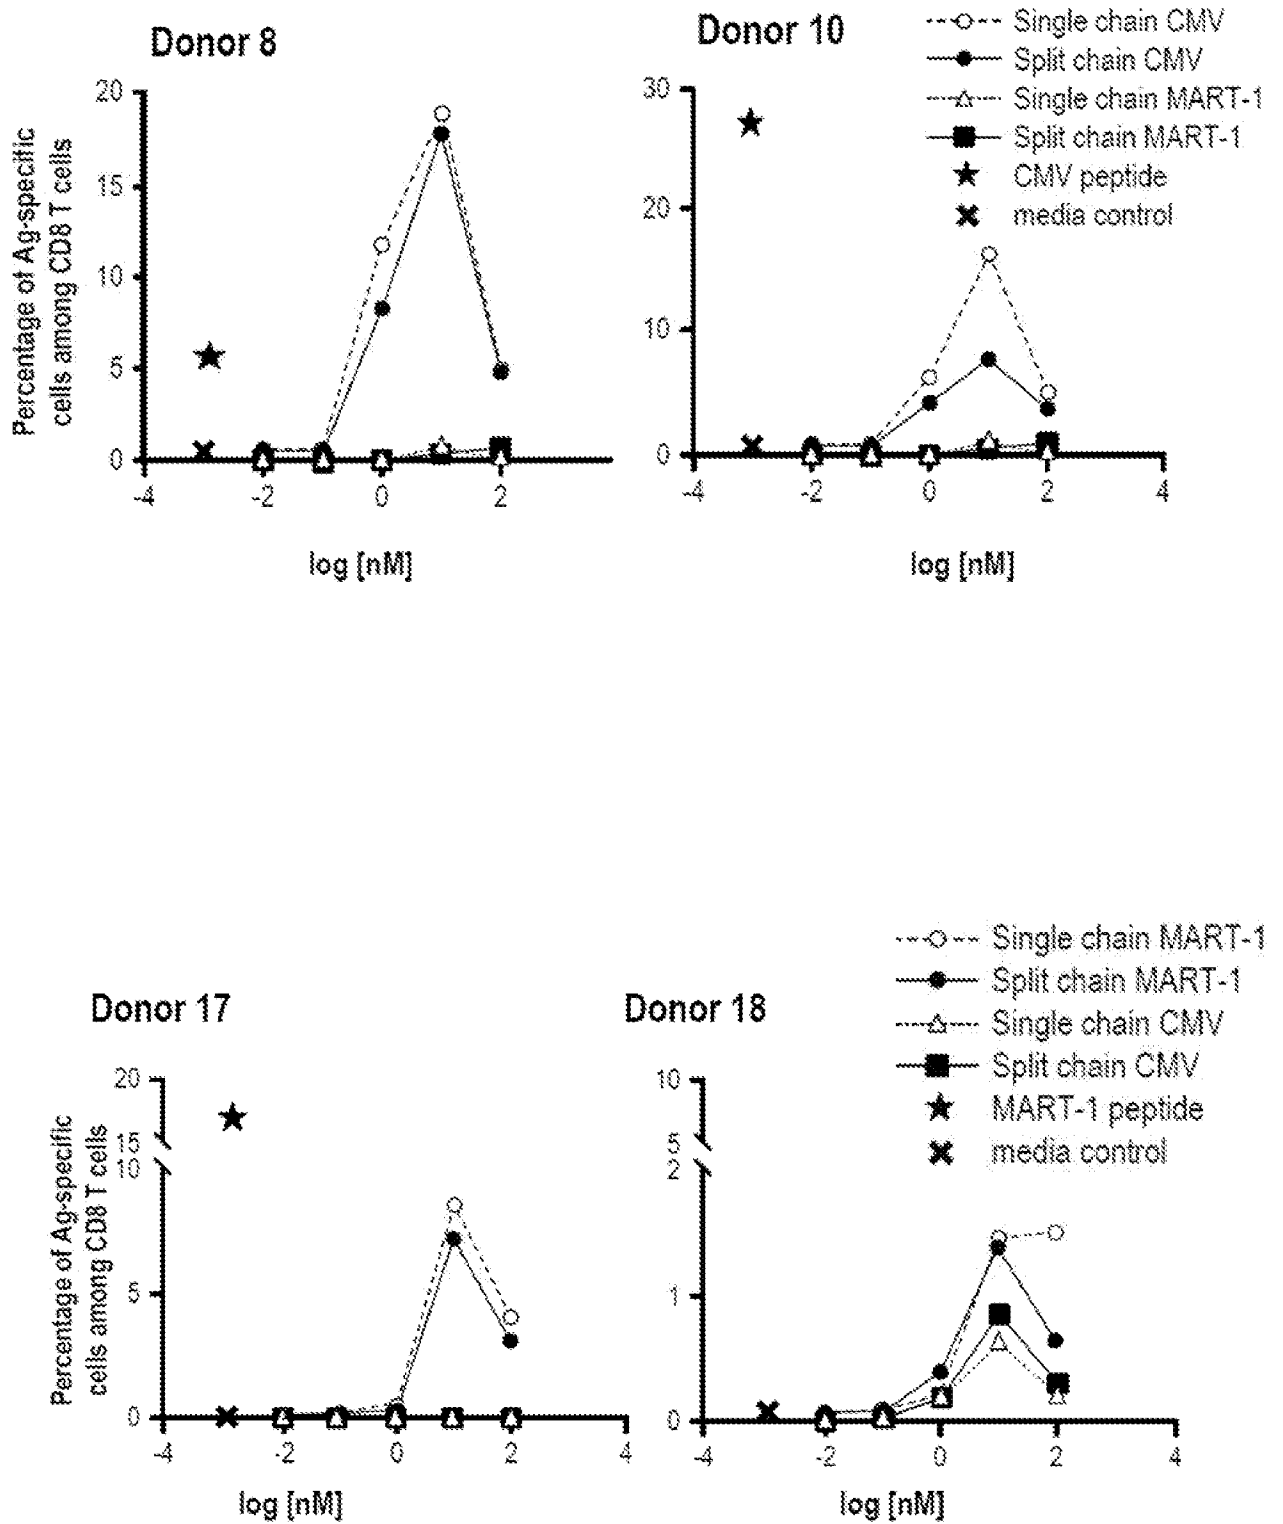 Donor 8
20
15
10
5
0
-4
-2
0
2
Percentage of Ag-specific
cells among CD8 T cells
log [nM]
Donor 10
30
20
10
0
-4
-2
0
2
4
log [nM]
Single chain CMV
Split chain CMV
Single chain MART-1
Split chain MART-1
CMV peptide
media control
Donor 17
20
15
10
5
0
-4
-2
0
2
4
Percentage of Ag-specific
cells among CD8 T cells
log [nM]
Donor 18
10
5
2
1
0
-4
-2
0
2
4
log [nM]
Single chain MART-1
Split chain MART-1
Single chain CMV
Split chain CMV
MART-1 peptide
media control